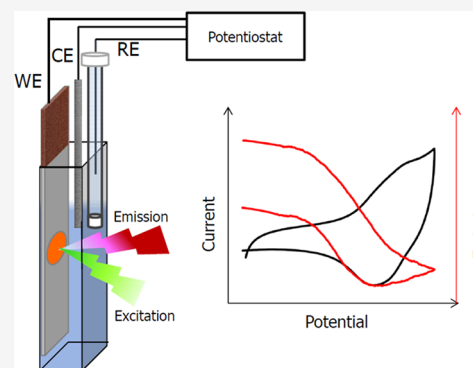 Potentiostat
RE
CE
WE
Emission
Excitation
Current
Potential